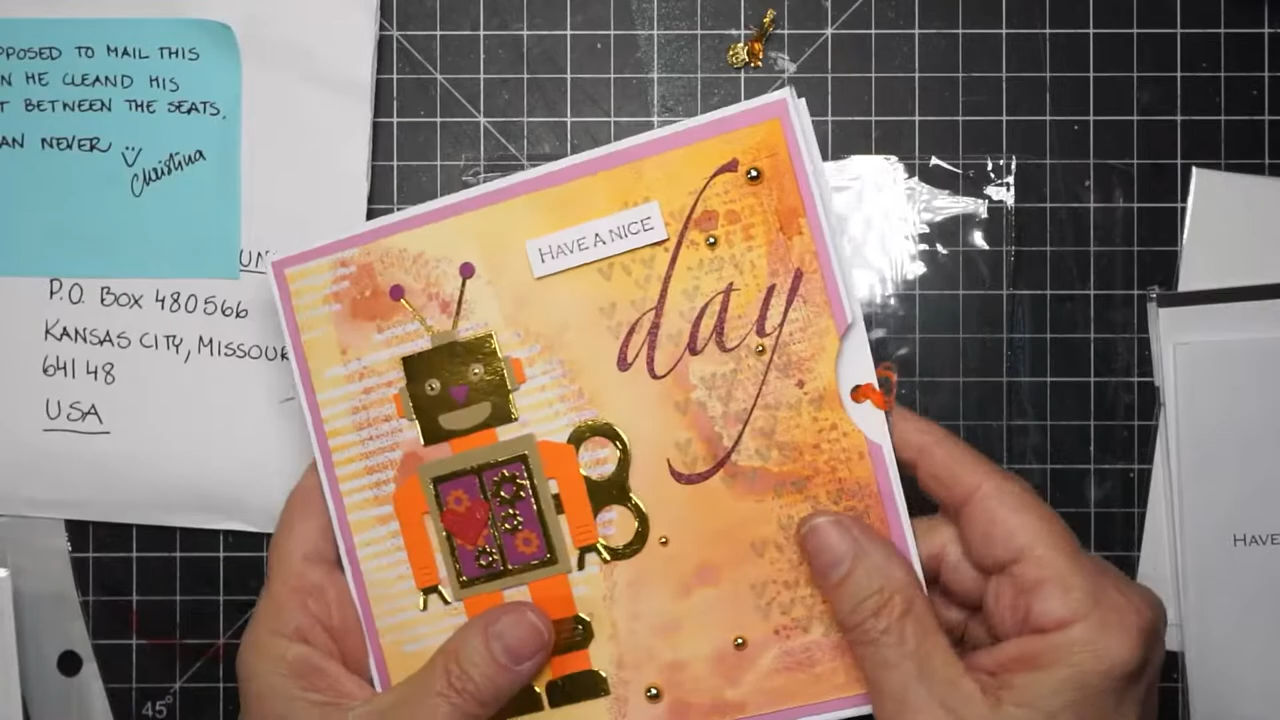 PPOSED TO MAIL THIS
N HE CLEAND HIS
T BETWEEN THE SEATS.
AN NEVER
Christina
UN
P.O. BOX 480566
KANSAS CITY, MISSOUR
64148
USA
HAVE A NICE
day
HAVE
45°